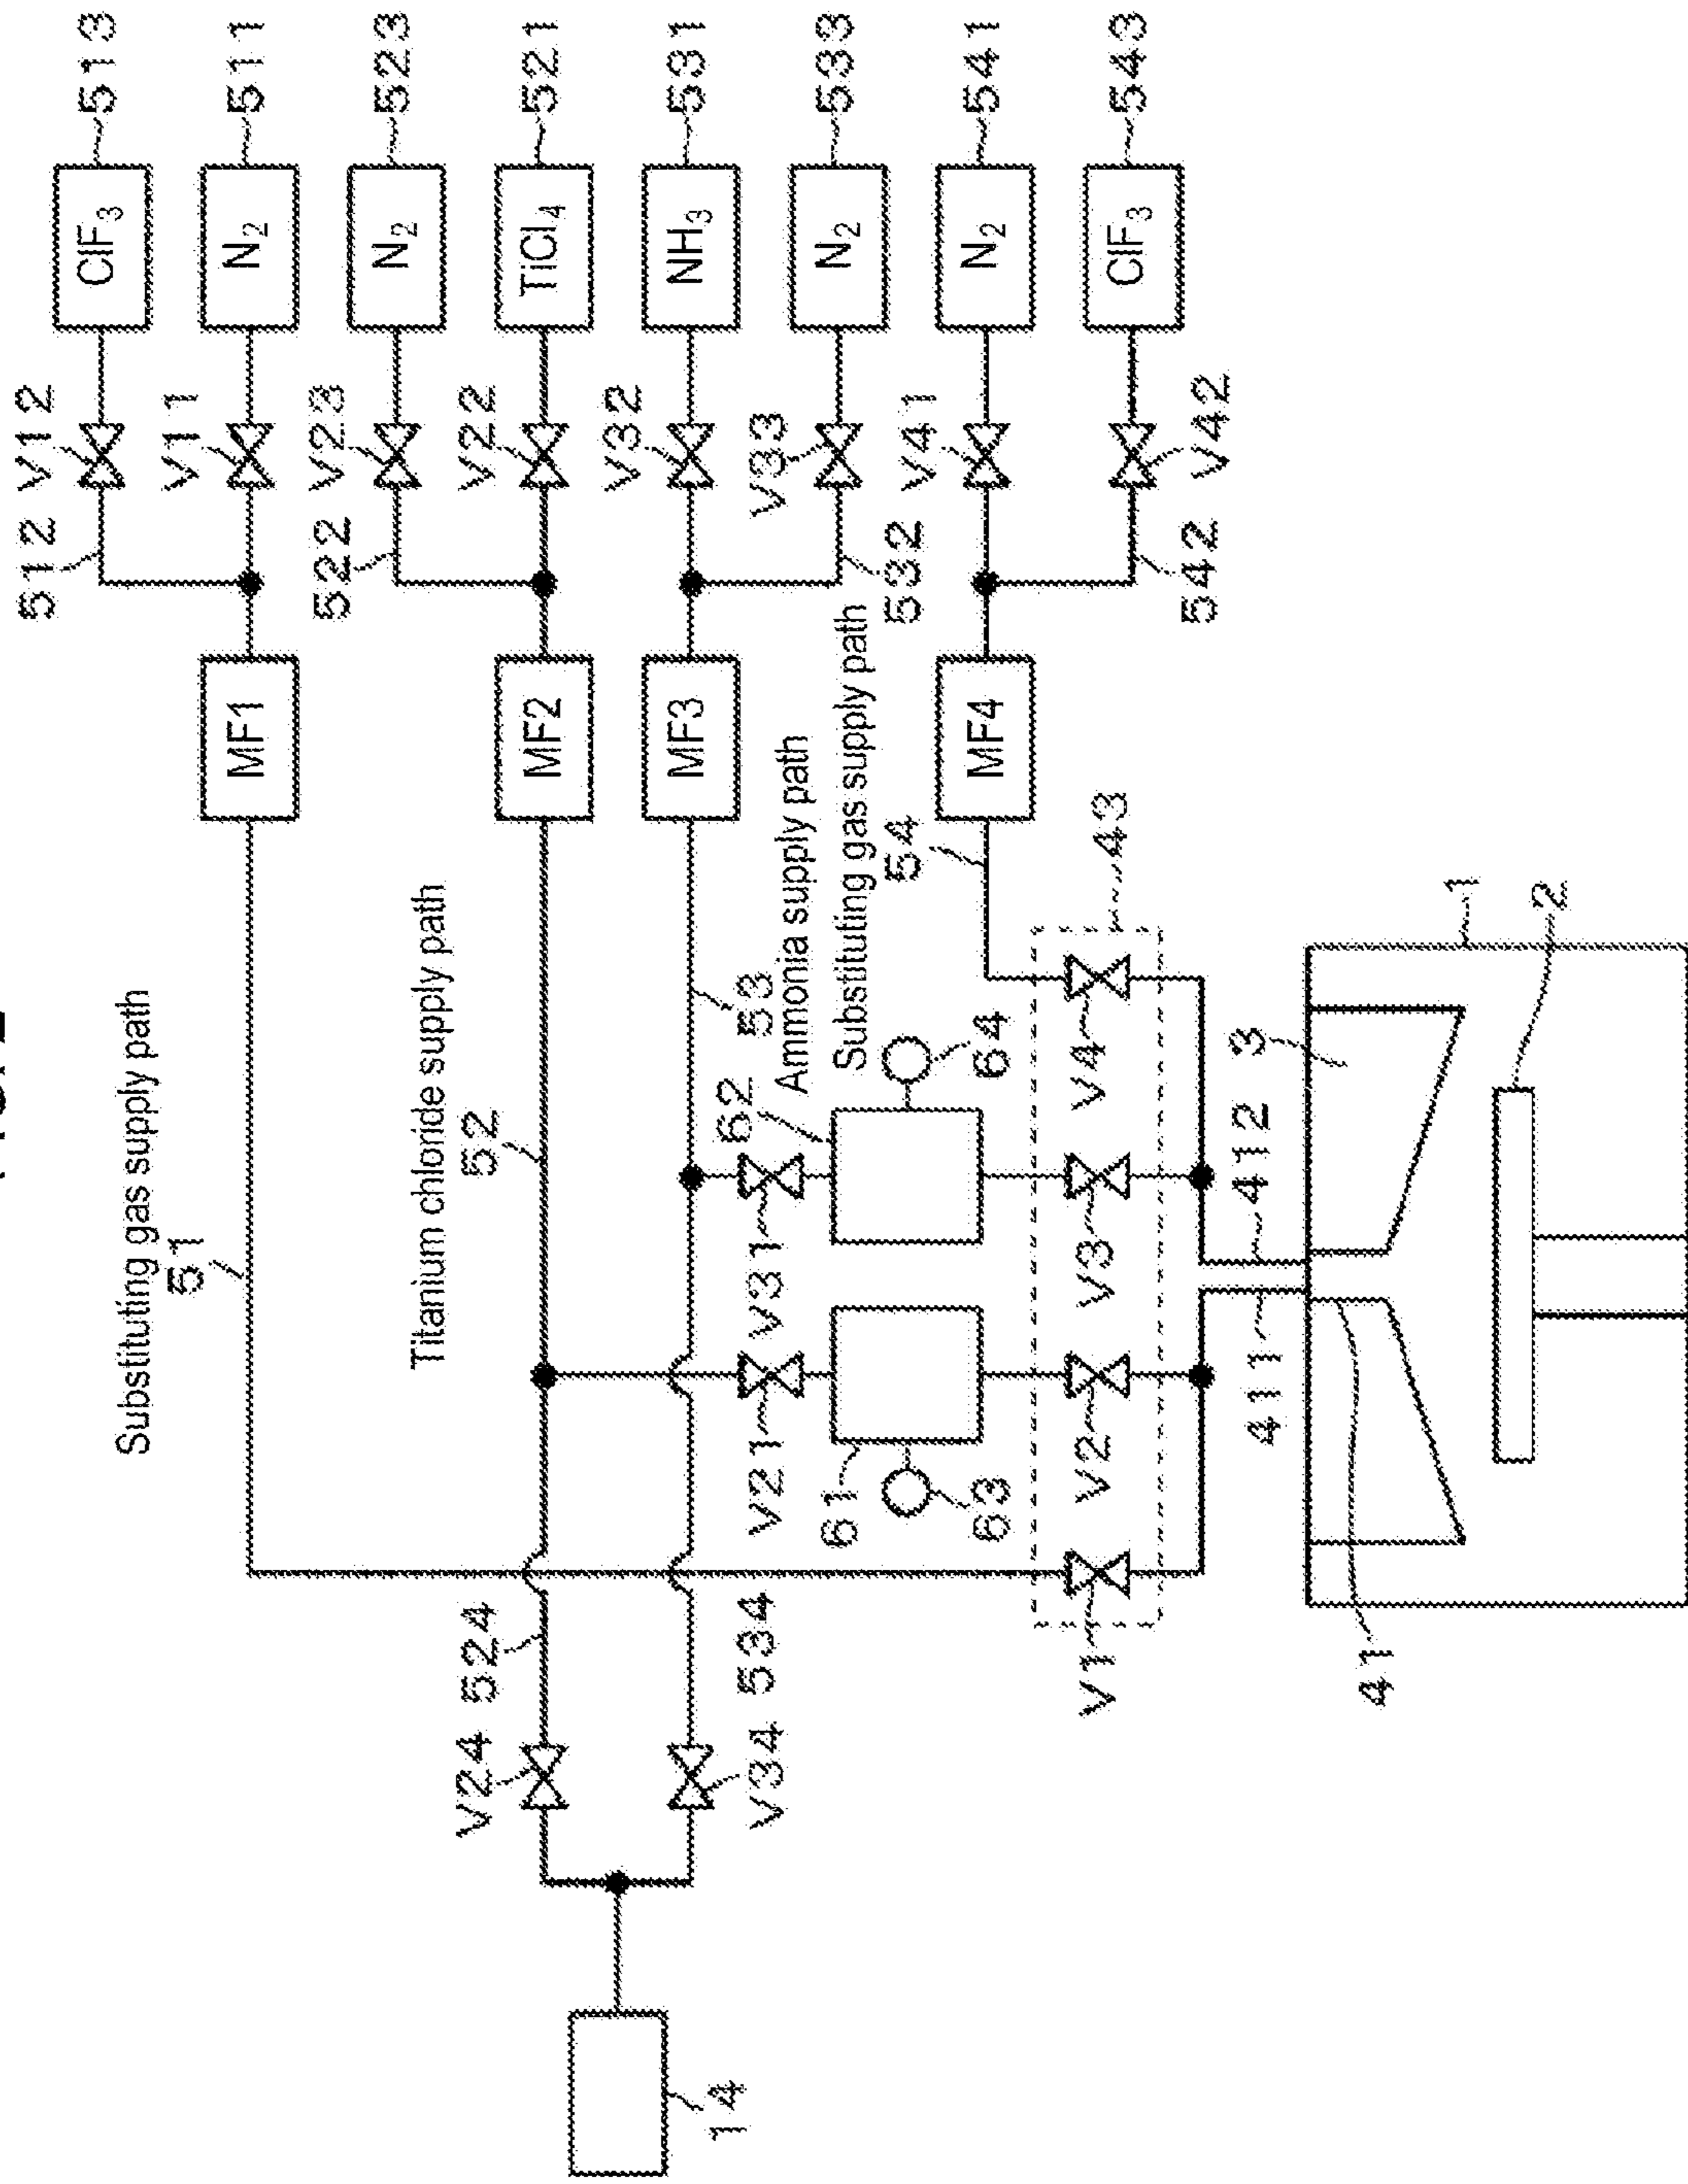 513
511
523
521
531
533
541
543
ClF3
N2
N2
TiCl4
NH3
N2
N2
ClF3
V12
V11
V23
V22
V32
V33
V41
V42
512
522
532
542
MF1
MF2
MF3
MF4
Substituting gas supply path
51
Titanium chloride supply path
52
53
Ammonia supply path
Substituting gas supply path
54
43
62
64
V31
V21
61
63
V4
V3
V2
V1
412
411
3
1
2
41
524
V24
534
V34
14